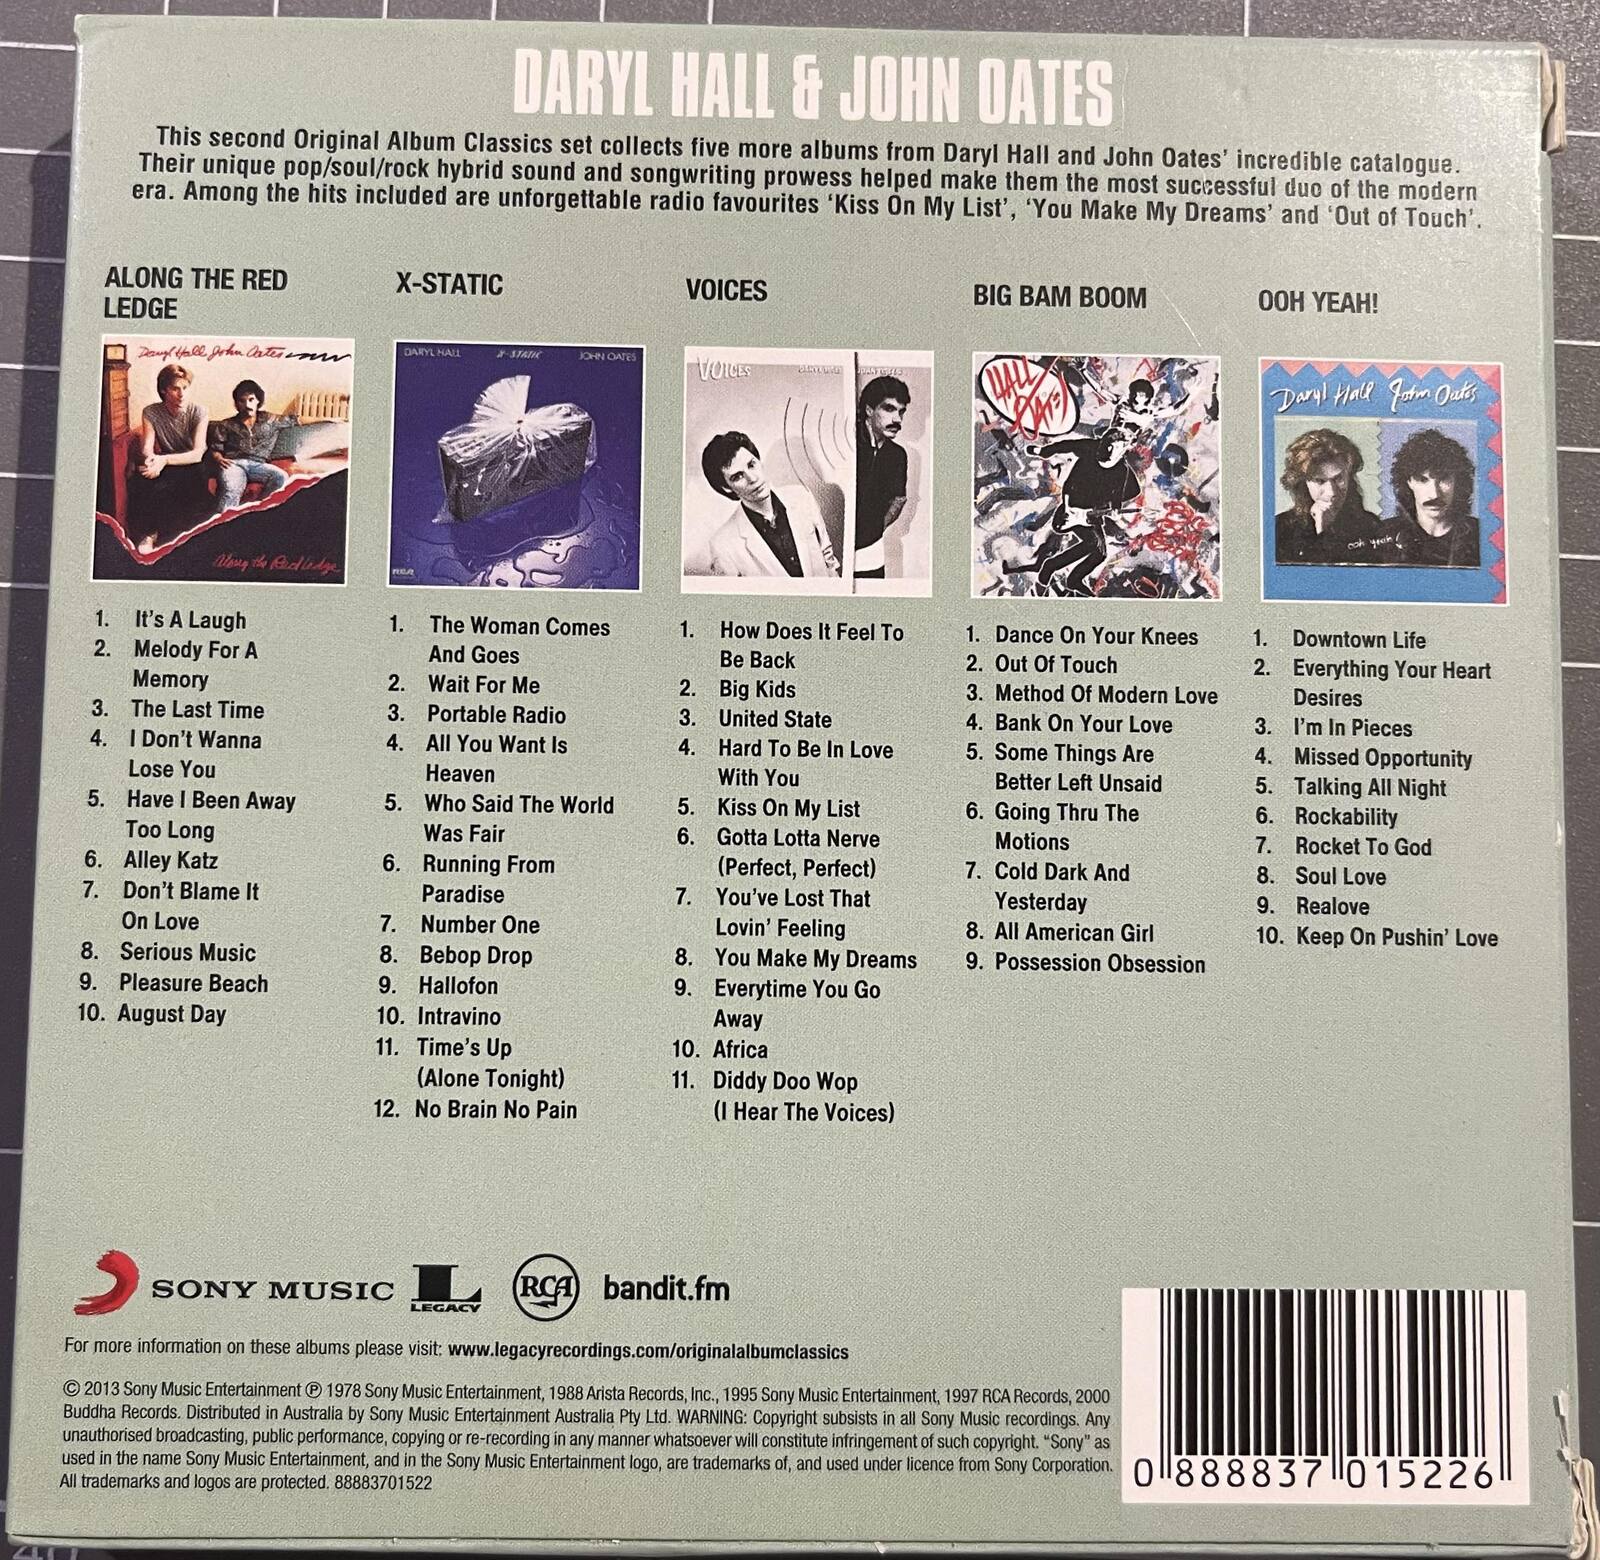 DARYL HALL & JOHN OATES
This second Original Album Classics set collects five more albums from Daryl Hall and John Oates' incredible catalogue.
Their unique pop/soul/rock hybrid sound and songwriting prowess helped make them the most successful duo of the modern
era. Among the hits included are unforgettable radio favourites 'Kiss On My List', 'You Make My Dreams' and 'Out of Touch'.
ALONG THE RED
LEDGE
Daryl Hall John Oates
Along the Red Ledge
1. It's A Laugh
2. Melody For A
Memory
3. The Last Time
4. I Don't Wanna
Lose You
5. Have I Been Away
Too Long
6. Alley Katz
7. Don't Blame It
On Love
8. Serious Music
9. Pleasure Beach
10. August Day
X-STATIC
DARYL HALL X-STATIC JOHN OATES
RCA
1. The Woman Comes
And Goes
2. Wait For Me
3. Portable Radio
4. All You Want Is
Heaven
5. Who Said The World
Was Fair
6. Running From
Paradise
7. Number One
8. Bebop Drop
9. Hallofon
10. Intravino
11. Time's Up
(Alone Tonight)
12. No Brain No Pain
VOICES
VOICES DARYL HALL JOHN OATES
1. How Does It Feel To
Be Back
2. Big Kids
3. United State
4. Hard To Be In Love
With You
5. Kiss On My List
6. Gotta Lotta Nerve
(Perfect, Perfect)
7. You've Lost That
Lovin' Feeling
8. You Make My Dreams
9. Everytime You Go
Away
10. Africa
11. Diddy Doo Wop
(I Hear The Voices)
BIG BAM BOOM
HALL
OATES
BIG
BAM
BOOM
1. Dance On Your Knees
2. Out Of Touch
3. Method Of Modern Love
4. Bank On Your Love
5. Some Things Are
Better Left Unsaid
6. Going Thru The
Motions
7. Cold Dark And
Yesterday
8. All American Girl
9. Possession Obsession
OOH YEAH!
Daryl Hall John Oates
ooh yeah!
1. Downtown Life
2. Everything Your Heart
Desires
3. I'm In Pieces
4. Missed Opportunity
5. Talking All Night
6. Rockability
7. Rocket To God
8. Soul Love
9. Realove
10. Keep On Pushin' Love
SONY MUSIC L LEGACY RCA bandit.fm
For more information on these albums please visit: www.legacyrecordings.com/originalalbumclassics
© 2013 Sony Music Entertainment ℗ 1978 Sony Music Entertainment, 1988 Arista Records, Inc., 1995 Sony Music Entertainment, 1997 RCA Records, 2000
Buddha Records. Distributed in Australia by Sony Music Entertainment Australia Pty Ltd. WARNING: Copyright subsists in all Sony Music recordings. Any
unauthorised broadcasting, public performance, copying or re-recording in any manner whatsoever will constitute infringement of such copyright. "Sony" as
used in the name Sony Music Entertainment, and in the Sony Music Entertainment logo, are trademarks of, and used under licence from Sony Corporation.
All trademarks and logos are protected. 88883701522
0 888837 015226